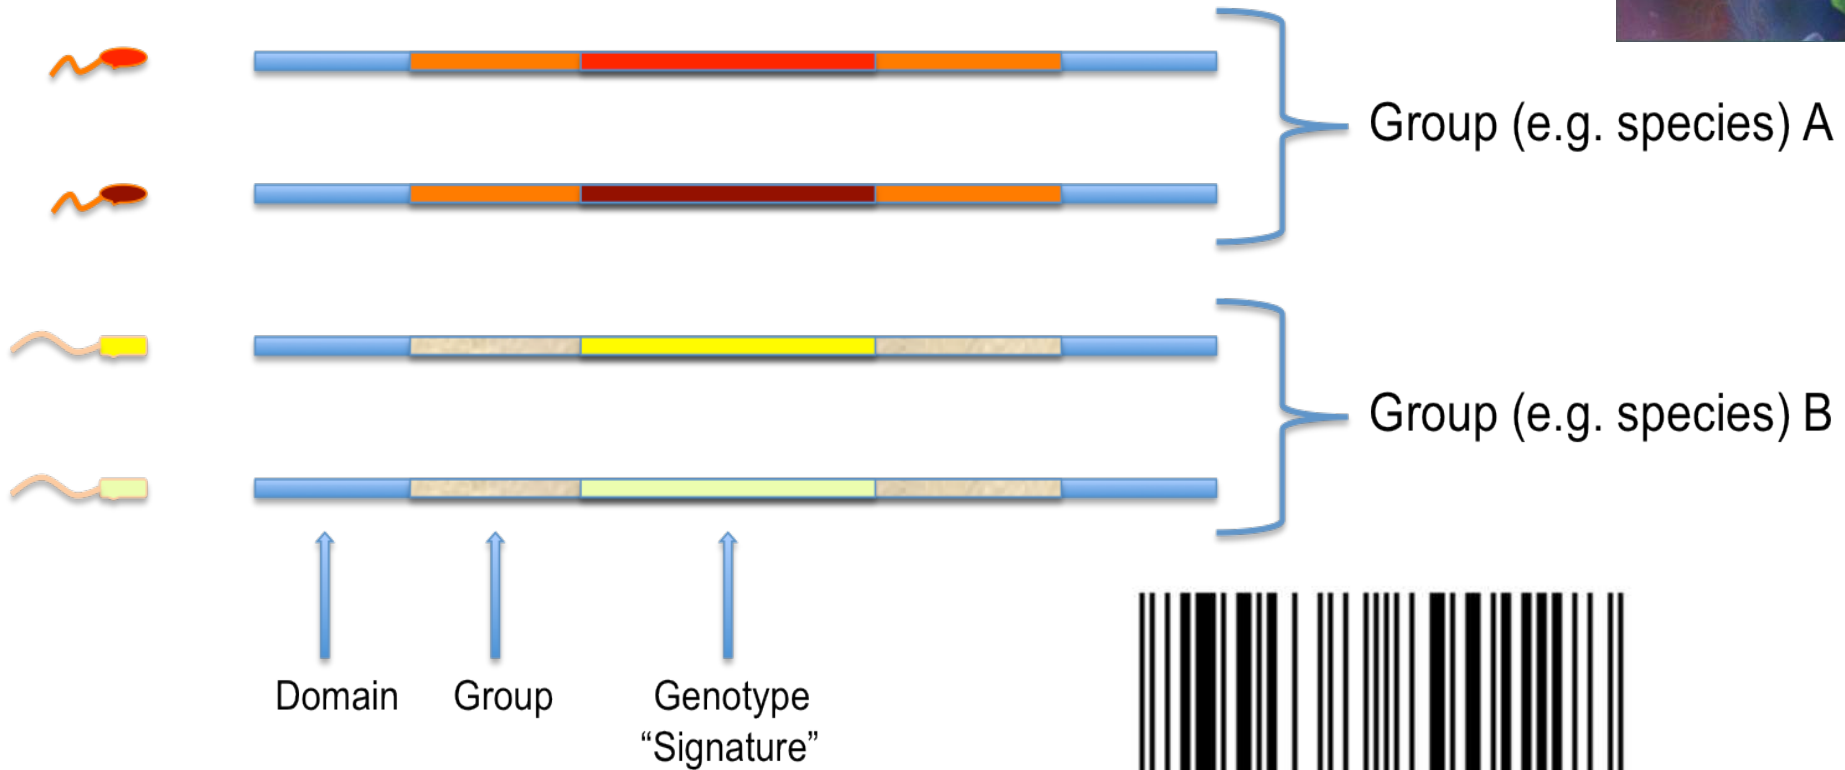 Group (e.g. species) A
Group (e.g. species) B
Domain
Group
Genotype
“Signature”